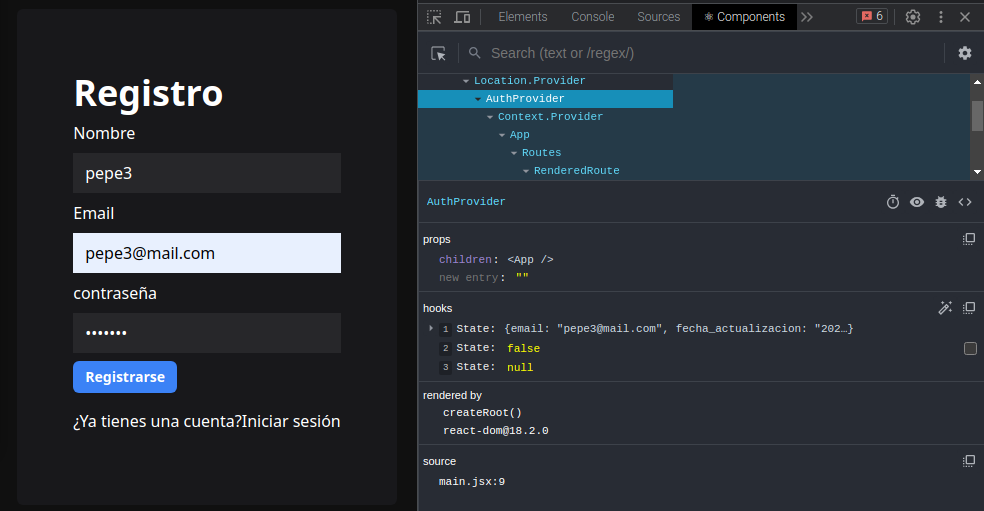 Registro
Nombre
pepe3
Email
pepe3@mail.com
contraseña
•••••••
Registrarse
¿Ya tienes una cuenta?Iniciar sesión
Elements Console Sources ⚛ Components 6
Search (text or /regex/)
Location.Provider
AuthProvider
Context.Provider
App
Routes
RenderedRoute
AuthProvider
props
children: <App />
new entry: ""
hooks
1 State: {email: "pepe3@mail.com", fecha_actualizacion: "202…}
2 State: false
3 State: null
rendered by
createRoot()
react-dom@18.2.0
source
main.jsx:9